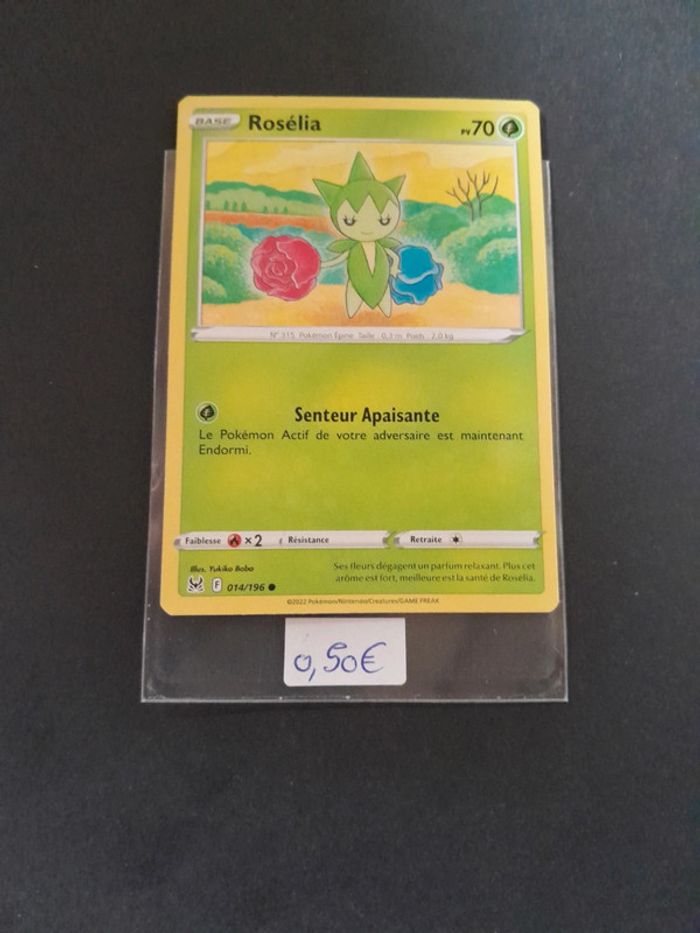 BASE Rosélia PV 70
N° 315 Pokémon Épine Taille : 0,3 m Poids : 2,0 kg
Senteur Apaisante
Le Pokémon Actif de votre adversaire est maintenant
Endormi.
Faiblesse ×2 Résistance Retraite
Illus. Yukiko Baba
Ses fleurs dégagent un parfum relaxant. Plus cet
arôme est fort, meilleure est la santé de Rosélia.
F 014/196
©2022 Pokémon/Nintendo/Creatures/GAME FREAK
0,50€